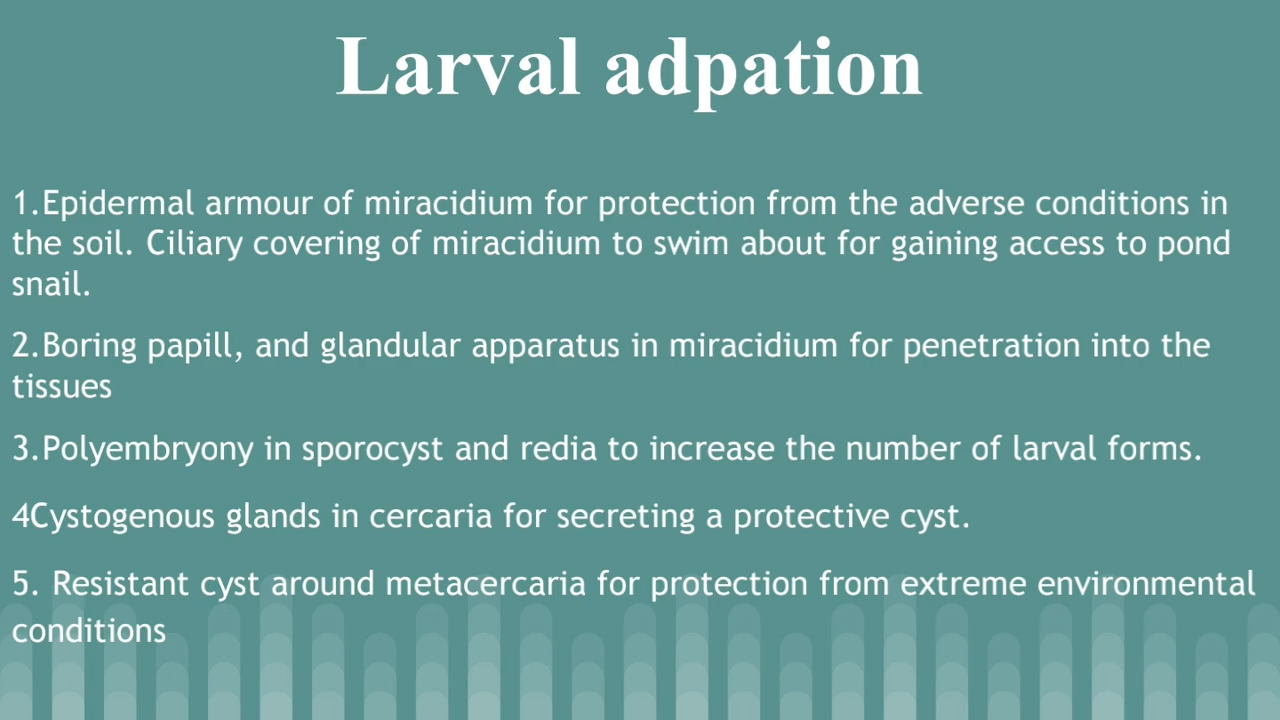 Larval adpation
1.Epidermal armour of miracidium for protection from the adverse conditions in
the soil. Ciliary covering of miracidium to swim about for gaining access to pond
snail.
2.Boring papill, and glandular apparatus in miracidium for penetration into the
tissues
3.Polyembryony in sporocyst and redia to increase the number of larval forms.
4Cystogenous glands in cercaria for secreting a protective cyst.
5. Resistant cyst around metacercaria for protection from extreme environmental
conditions